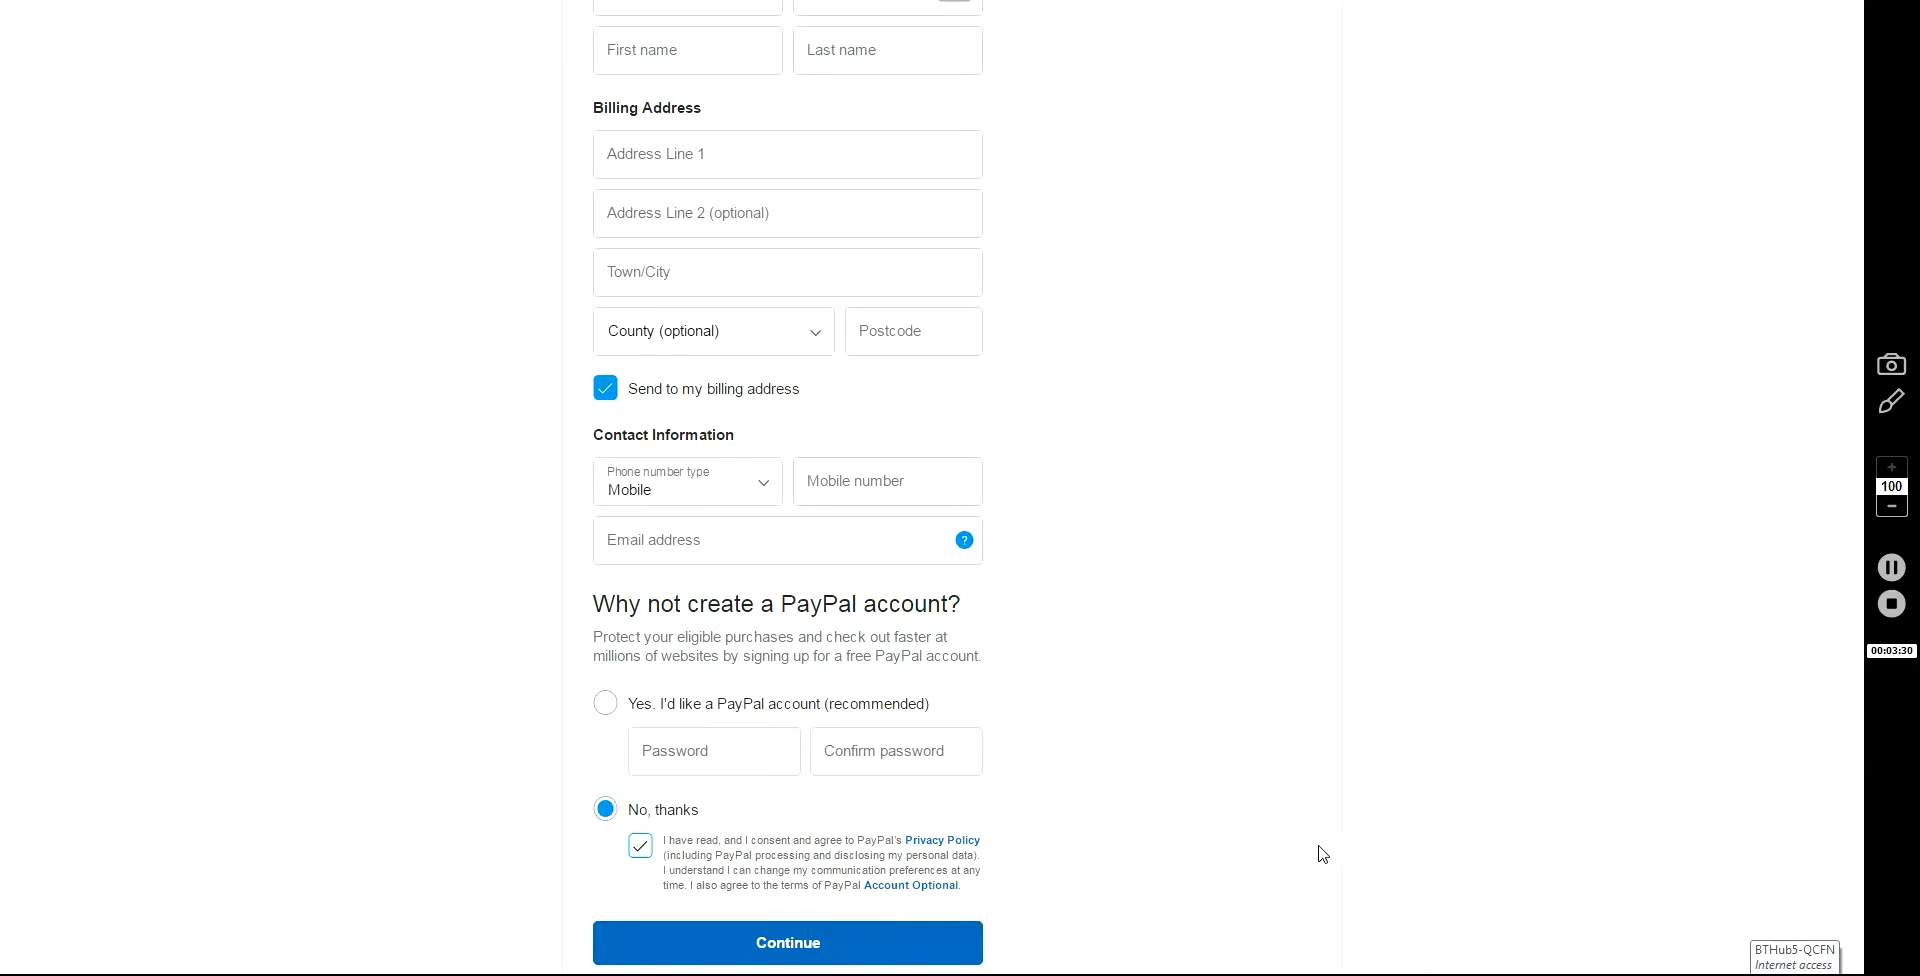 First name
Last name
Billing Address
Address Line 1
Address Line 2 (optional)
Town/City
County (optional)
Postcode
Send to my billing address
Contact Information
Phone number type
Mobile
Mobile number
Email address
?
Why not create a PayPal account?
Protect your eligible purchases and check out faster at
millions of websites by signing up for a free PayPal account.
Yes. I'd like a PayPal account (recommended)
Password
Confirm password
No, thanks
I have read, and I consent and agree to PayPal's Privacy Policy
(including PayPal processing and disclosing my personal data).
I understand I can change my communication preferences at any
time. I also agree to the terms of PayPal Account Optional.
Continue
+
100
-
00:03:30
BTHub5-QCFN
Internet access